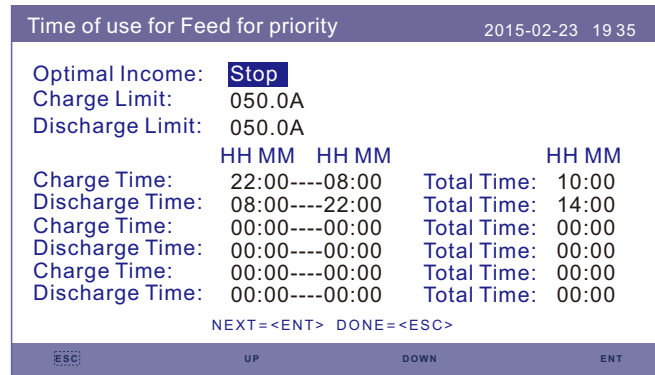 Time of use for Feed for priority 2015-02-23 19 35
Optimal Income: Stop
Charge Limit: 050.0A
Discharge Limit: 050.0A
HH MM HH MM HH MM
Charge Time: 22:00----08:00 Total Time: 10:00
Discharge Time: 08:00----22:00 Total Time: 14:00
Charge Time: 00:00----00:00 Total Time: 00:00
Discharge Time: 00:00----00:00 Total Time: 00:00
Charge Time: 00:00----00:00 Total Time: 00:00
Discharge Time: 00:00----00:00 Total Time: 00:00
NEXT=<ENT> DONE=<ESC>
ESC UP DOWN ENT